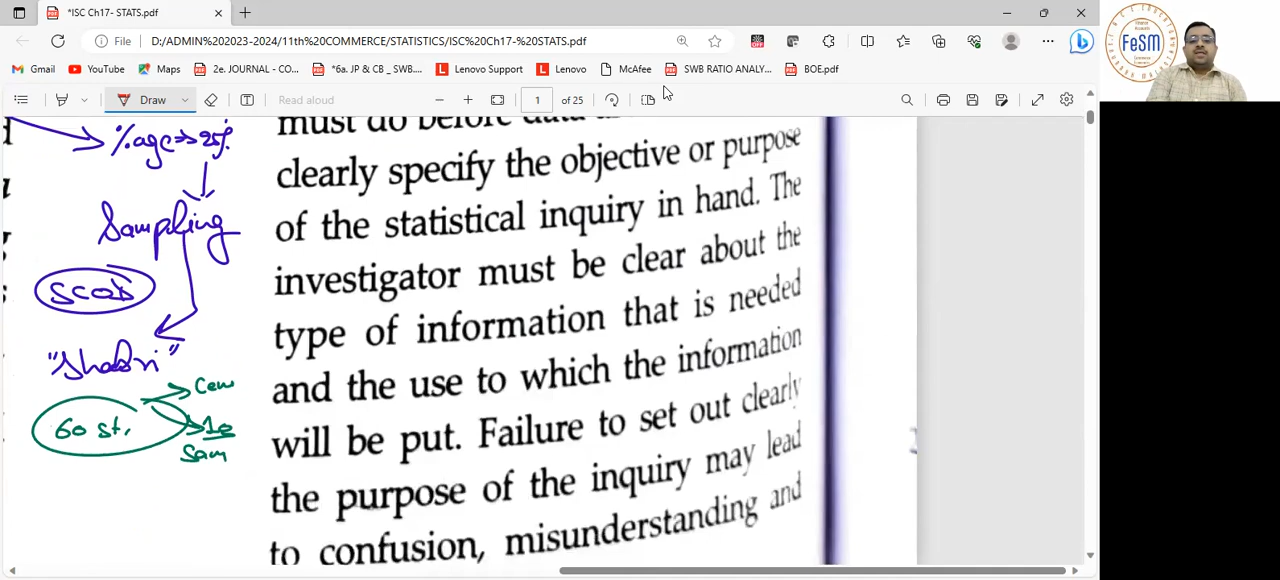 *ISC Ch17- STATS.pdf
File
D:/ADMIN%202023-2024/11th%20COMMERCE/STATISTICS/ISC%20Ch17-%20STATS.pdf
Gmail
YouTube
Maps
2e. JOURNAL - CO...
*6a. JP & CB _ SWB....
Lenovo Support
Lenovo
McAfee
SWB RATIO ANALY...
BOE.pdf
Draw
Read aloud
1
of 25
FeSM
%age → 25%
Sampling
60 st.
Cen
10
Sam
must do before data
clearly specify the objective or purpose
of the statistical inquiry in hand. The
investigator must be clear about the
type of information that is needed
and the use to which the information
will be put. Failure to set out clearly
the purpose of the inquiry may lead
to confusion, misunderstanding and